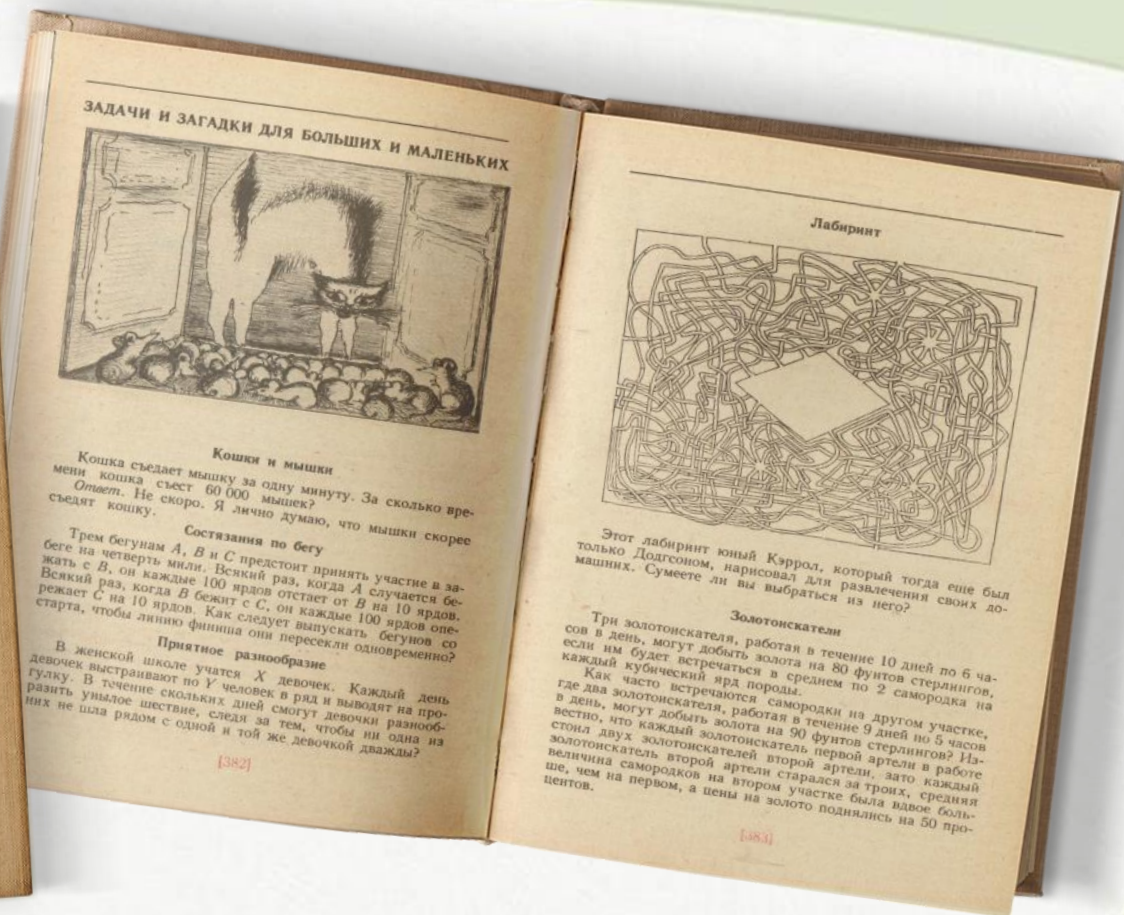 ЗАДАЧИ И ЗАГАДКИ ДЛЯ БОЛЬШИХ И МАЛЕНЬКИХ
Кошки и мышки
Кошка съедает мышку за одну минуту. За сколько вре-
мени кошка съест 60 000 мышек?
Ответ. Не скоро. Я лично думаю, что мышки скорее
съедят кошку.
Состязания по бегу
Трем бегунам A, B и C предстоит принять участие в за-
беге на четверть мили. Всякий раз, когда A случается бе-
жать с B, он каждые 100 ярдов отстает от B на 10 ярдов.
Всякий раз, когда B бежит с C, он каждые 100 ярдов опе-
режает C на 10 ярдов. Как следует выпускать бегунов со
старта, чтобы линию финиша они пересекли одновременно?
Приятное разнообразие
В женской школе учатся X девочек. Каждый день
девочек выстраивают по Y человек в ряд и выводят на про-
гулку. В течение скольких дней смогут девочки разнооб-
разить унылое шествие, следя за тем, чтобы ни одна из
них не шла рядом с одной и той же девочкой дважды?
[382]
Лабиринт
Этот лабиринт юный Кэррол, который тогда еще был
только Додгсоном, нарисовал для развлечения своих до-
машних. Сумеете ли вы выбраться из него?
Золотоискатели
Три золотоискателя, работая в течение 10 дней по 6 ча-
сов в день, могут добыть золота на 80 фунтов стерлингов,
если им будет встречаться в среднем по 2 самородка на
каждый кубический ярд породы.
Как часто встречаются самородки на другом участке,
где два золотоискателя, работая в течение 9 дней по 5 часов
в день, могут добыть золота на 90 фунтов стерлингов? Из-
вестно, что каждый золотоискатель первой артели в работе
стоил двух золотоискателей второй артели, зато каждый
золотоискатель второй артели старался за троих, средняя
величина самородков на втором участке была вдвое боль-
ше, чем на первом, а цены на золото поднялись на 50 про-
центов.
[383]